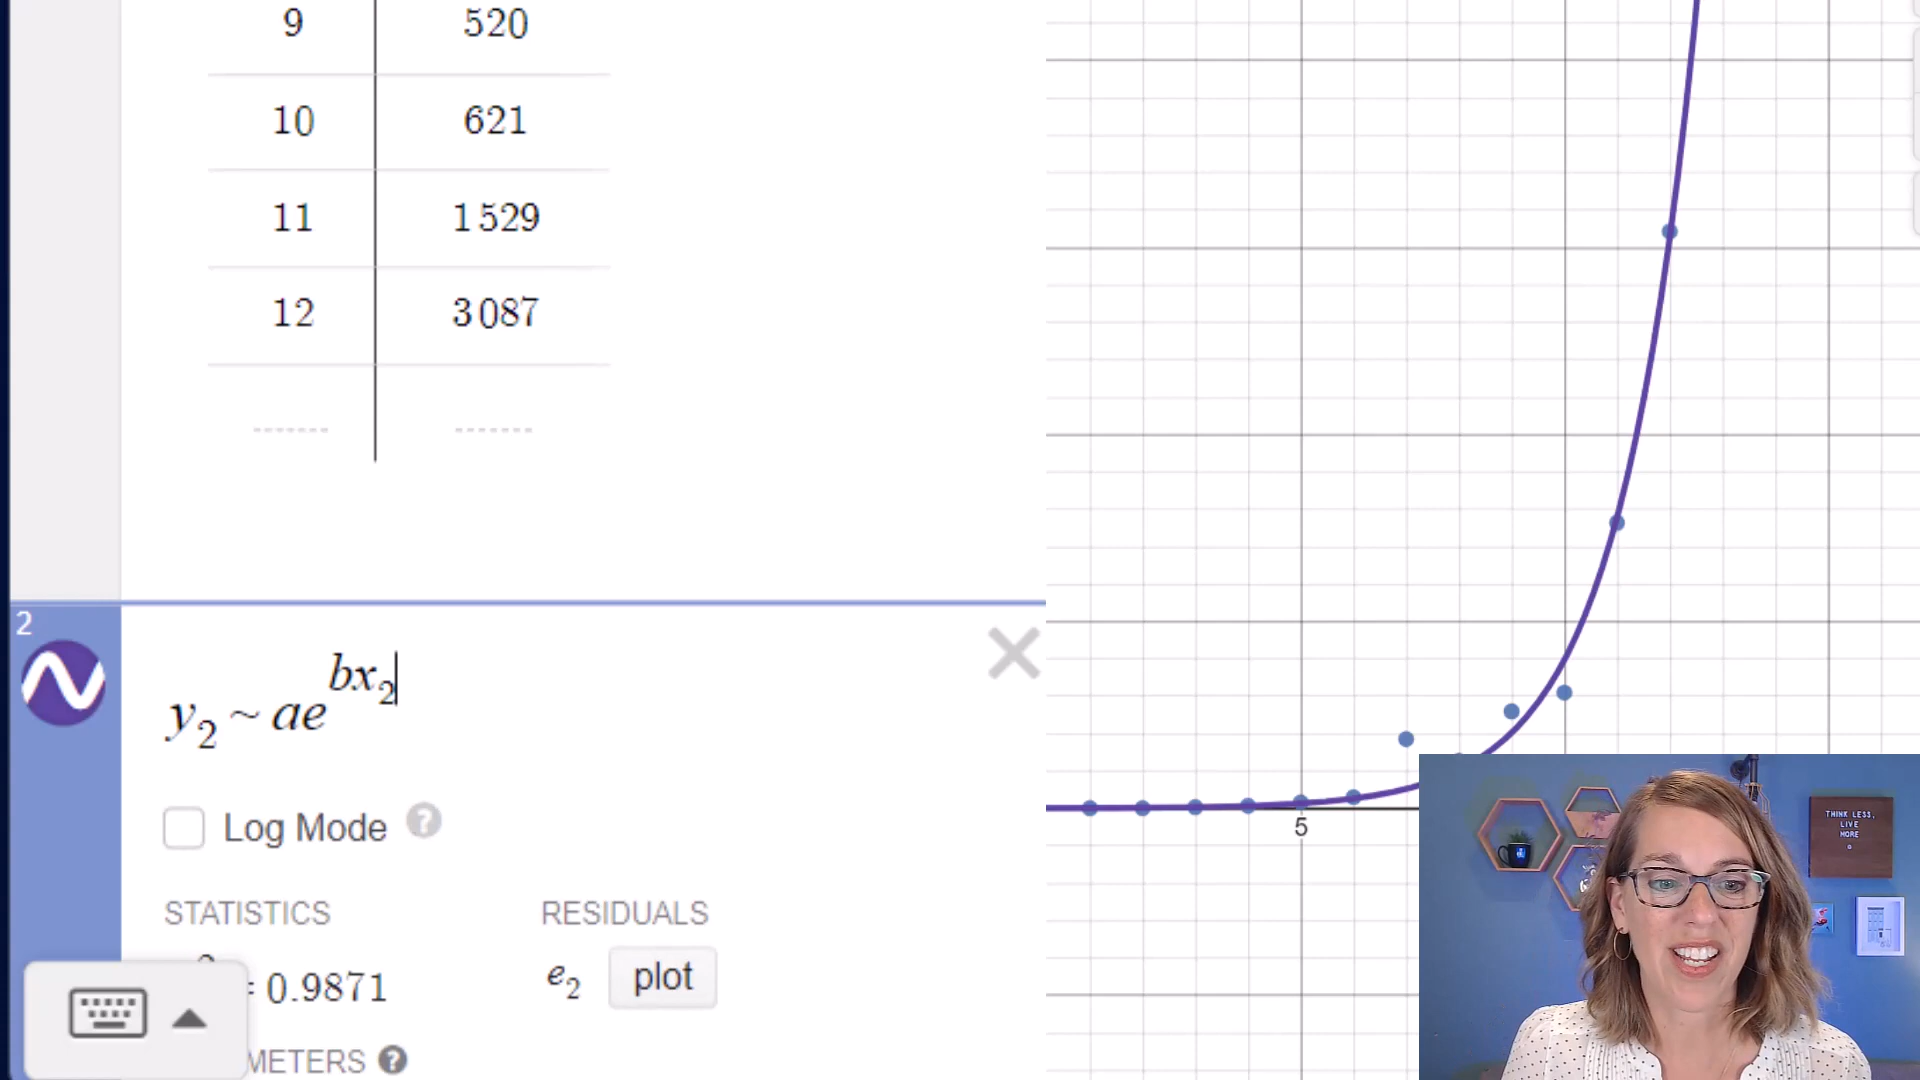 9 520
10 621
11 1529
12 3087
2
y₂ ~ ae^{bx₂}
Log Mode ?
STATISTICS RESIDUALS
= 0.9871 e₂ plot
METERS ?
5
THINK LESS,
LIVE
MORE